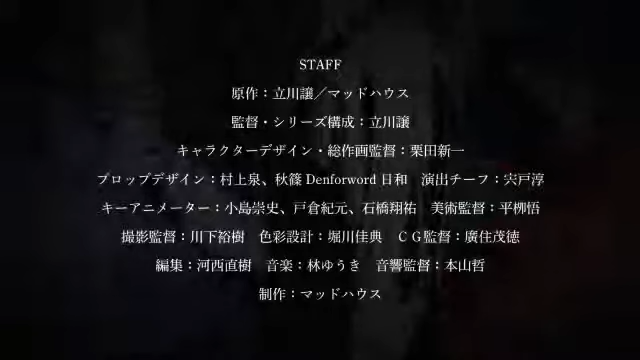 STAFF
原作：立川譲／マッドハウス
監督・シリーズ構成：立川譲
キャラクターデザイン・総作画監督：栗田新一
プロップデザイン：村上泉、秋篠 Denforword 日和　演出チーフ：宍戸淳
キーアニメーター：小島崇史、戸倉紀元、石橋翔祐　美術監督：平栁悟
撮影監督：川下裕樹　色彩設計：堀川佳典　ＣＧ監督：廣住茂徳
編集：河西直樹　音楽：林ゆうき　音響監督：本山哲
制作：マッドハウス